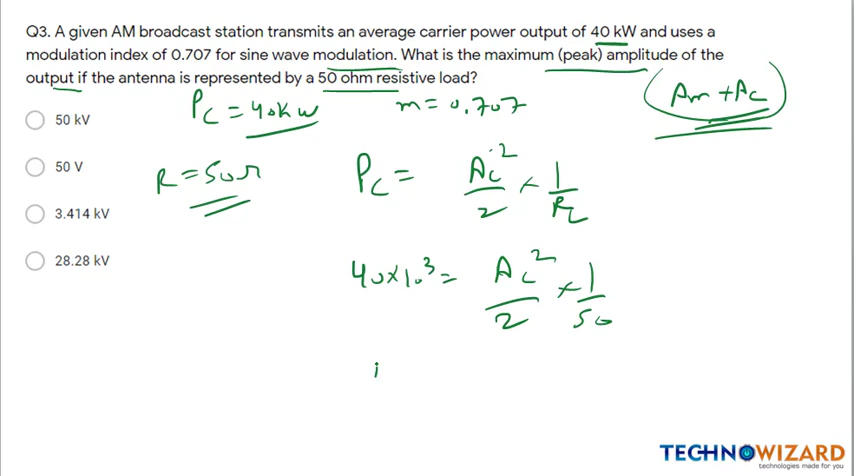 Q3. A given AM broadcast station transmits an average carrier power output of 40 kW and uses a
modulation index of 0.707 for sine wave modulation. What is the maximum (peak) amplitude of the
output if the antenna is represented by a 50 ohm resistive load?
Pc = 40kw
m = 0.707
(Am + Ac)
50 kV
50 V
3.414 kV
28.28 kV
R = 50Ω
Pc = Ac²/2 × 1/RL
40×10³ = Ac²/2 × 1/50
TECHNOWIZARD
technologies made for you